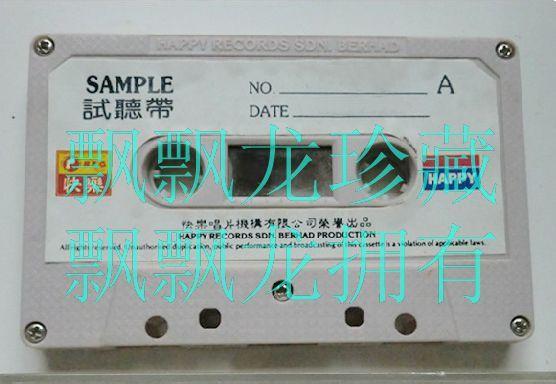 HAPPY RECORDS SDN. BERHAD
SAMPLE
試聽帶
NO.
A
DATE
飘飘龙珍藏
快樂
HAPPY
快樂唱片機構有限公司榮譽出品
HAPPY RECORDS SDN. BERHAD PRODUCTION
All rights reserved. Unauthorised duplication, public performance and broadcasting of this cassette is a violation of applicable laws.
飘飘龙拥有